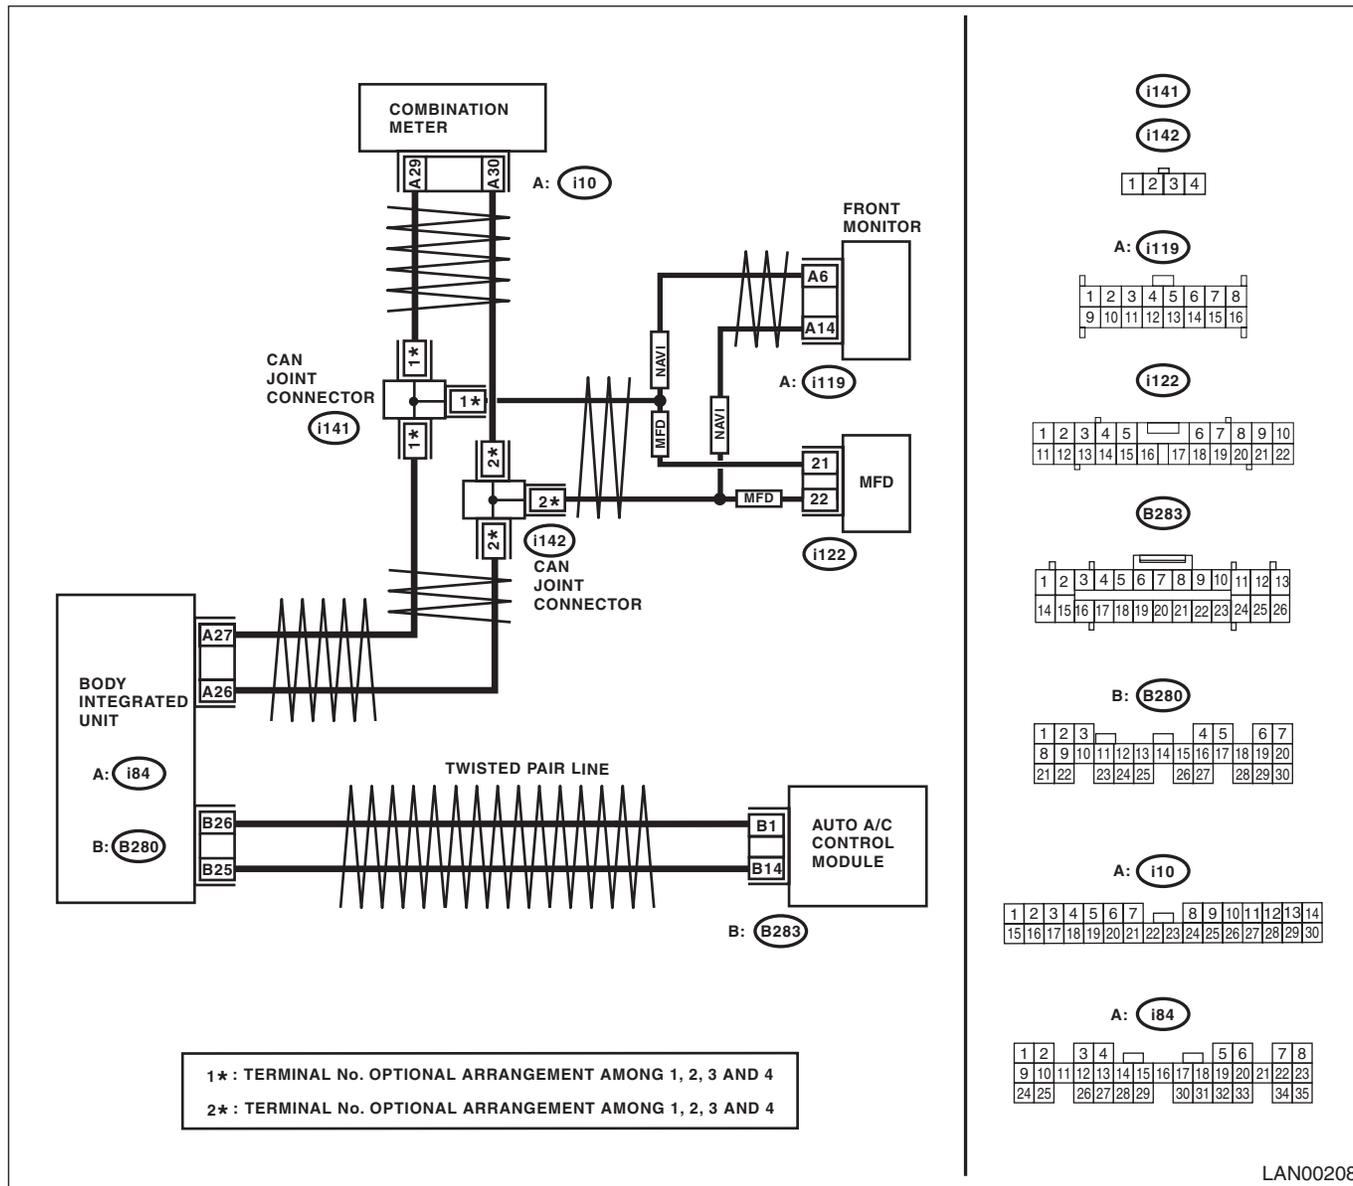 COMBINATION
METER
A29
A30
A: i10
FRONT
MONITOR
A6
A14
A: i119
NAVI
NAVI
MFD
1*
CAN
JOINT
CONNECTOR
i141
1*
1*
2*
2*
2*
i142
CAN
JOINT
CONNECTOR
MFD
21
22
MFD
i122
BODY
INTEGRATED
UNIT
A27
A26
A: i84
B: B280
B26
B25
TWISTED PAIR LINE
B1
B14
AUTO A/C
CONTROL
MODULE
B: B283
1* : TERMINAL No. OPTIONAL ARRANGEMENT AMONG 1, 2, 3 AND 4
2* : TERMINAL No. OPTIONAL ARRANGEMENT AMONG 1, 2, 3 AND 4
i141
i142
1 2 3 4
A: i119
1 2 3 4 5 6 7 8
9 10 11 12 13 14 15 16
i122
1 2 3 4 5 6 7 8 9 10
11 12 13 14 15 16 17 18 19 20 21 22
B283
1 2 3 4 5 6 7 8 9 10 11 12 13
14 15 16 17 18 19 20 21 22 23 24 25 26
B: B280
1 2 3 4 5 6 7
8 9 10 11 12 13 14 15 16 17 18 19 20
21 22 23 24 25 26 27 28 29 30
A: i10
1 2 3 4 5 6 7 8 9 10 11 12 13 14
15 16 17 18 19 20 21 22 23 24 25 26 27 28 29 30
A: i84
1 2 3 4 5 6 7 8
9 10 11 12 13 14 15 16 17 18 19 20 21 22 23
24 25 26 27 28 29 30 31 32 33 34 35
LAN00208